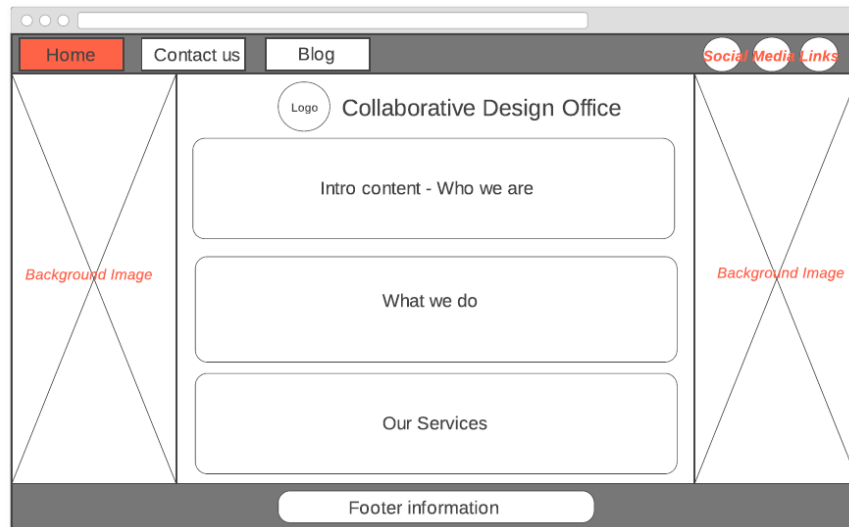 Home
Contact us
Blog
Social Media Links
Logo
Collaborative Design Office
Intro content - Who we are
Background Image
Background Image
What we do
Our Services
Footer information